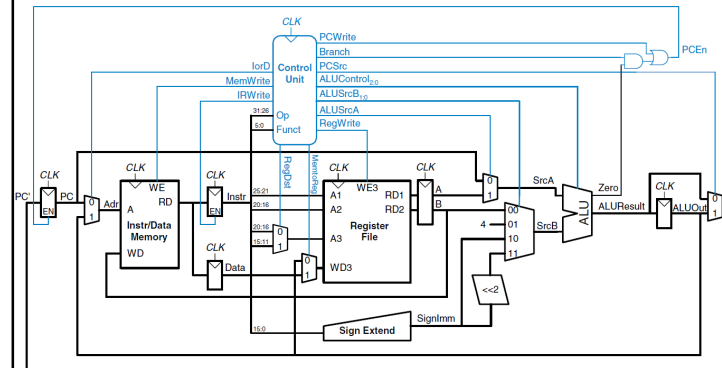 CLK
PCWrite
Branch
PCEn
IorD
Control
Unit
PCSrc
MemWrite
ALUControl2:0
IRWrite
ALUSrcB1:0
31:26
Op
ALUSrcA
5:0
Funct
RegWrite
RegDst
MemtoReg
CLK
CLK
CLK
CLK
CLK
CLK
PC'
PC
EN
0
1
Adr
WE
A
RD
Instr/Data
Memory
WD
EN
Instr
25:21
20:16
20:16
15:11
0
1
WE3
A1
RD1
A2
RD2
A3
Register
File
WD3
A
B
0
1
SrcA
Zero
00
4
01
10
11
SrcB
ALU
ALUResult
ALUOut
0
1
CLK
Data
0
1
<<2
SignImm
15:0
Sign Extend